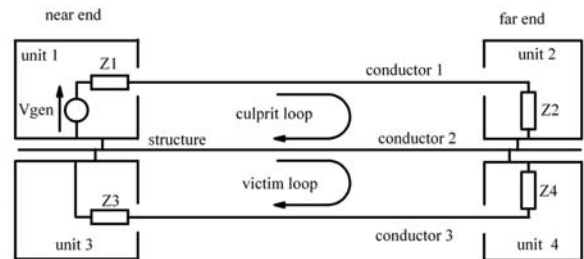 near end
far end
unit 1
Z1
unit 2
conductor 1
Vgen
culprit loop
Z2
structure
conductor 2
victim loop
Z3
Z4
conductor 3
unit 3
unit 4